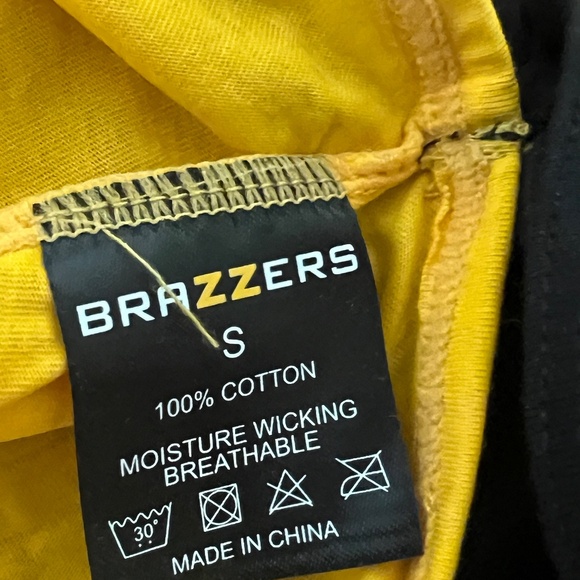 BRAZZERS
S
100% COTTON
MOISTURE WICKING
BREATHABLE
30°
MADE IN CHINA